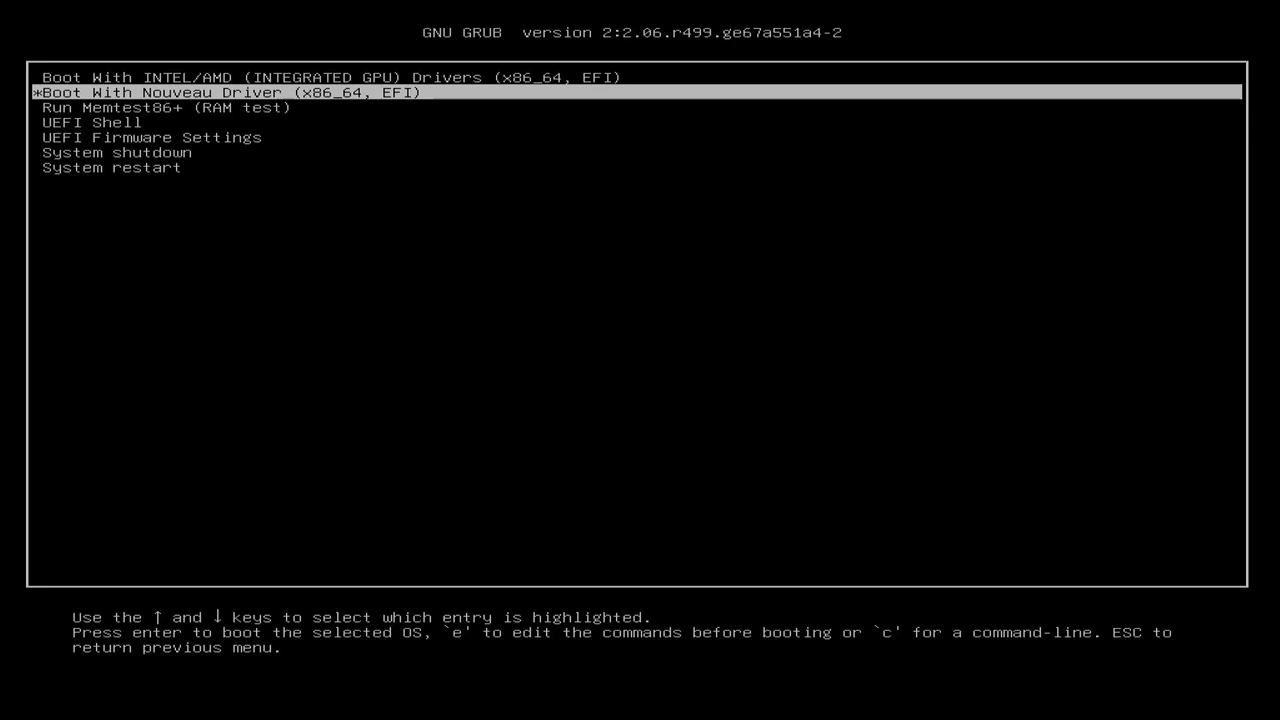 GNU GRUB  version 2:2.06.r499.ge67a551a4-2
Boot With INTEL/AMD (INTEGRATED GPU) Drivers (x86_64, EFI)
*Boot With Nouveau Driver (x86_64, EFI)
Run Memtest86+ (RAM test)
UEFI Shell
UEFI Firmware Settings
System shutdown
System restart
Use the ↑ and ↓ keys to select which entry is highlighted.
Press enter to boot the selected OS, `e' to edit the commands before booting or `c' for a command-line. ESC to
return previous menu.